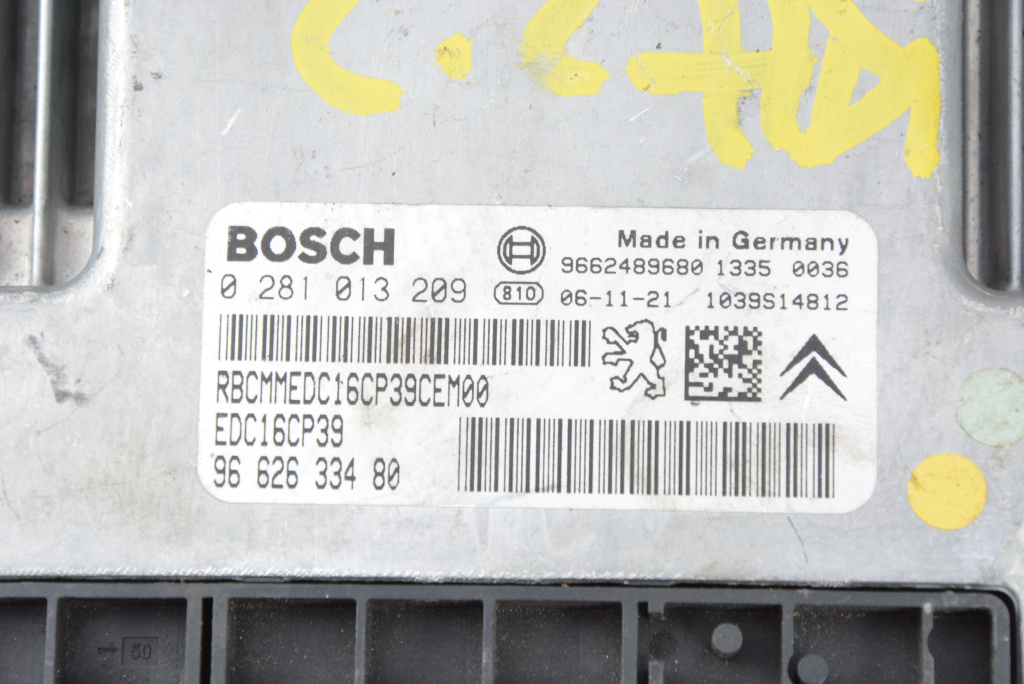 BOSCH
Made in Germany
9662489680 1335 0036
0 281 013 209
810
06-11-21 1039S14812
RBCMMEDC16CP39CEM00
EDC16CP39
96 626 334 80
50